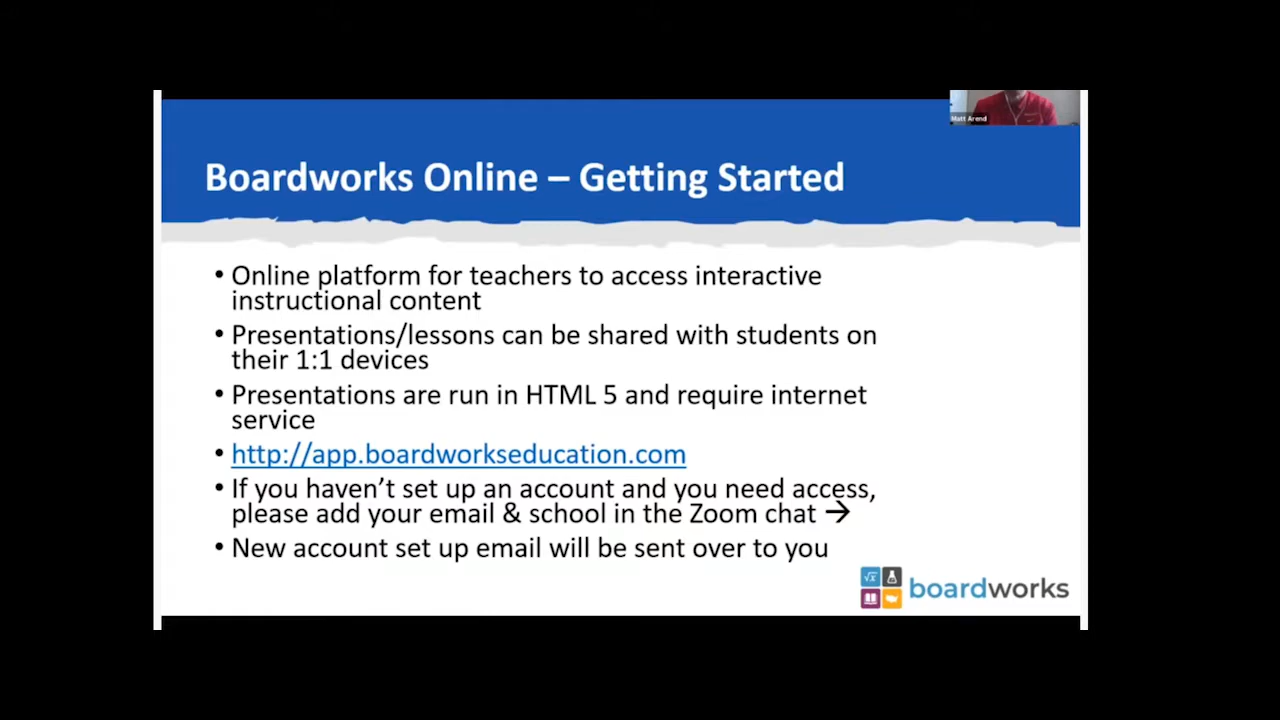 Matt Arend
Boardworks Online – Getting Started
• Online platform for teachers to access interactive
instructional content
• Presentations/lessons can be shared with students on
their 1:1 devices
• Presentations are run in HTML 5 and require internet
service
• http://app.boardworkseducation.com
• If you haven’t set up an account and you need access,
please add your email & school in the Zoom chat →
• New account set up email will be sent over to you
boardworks